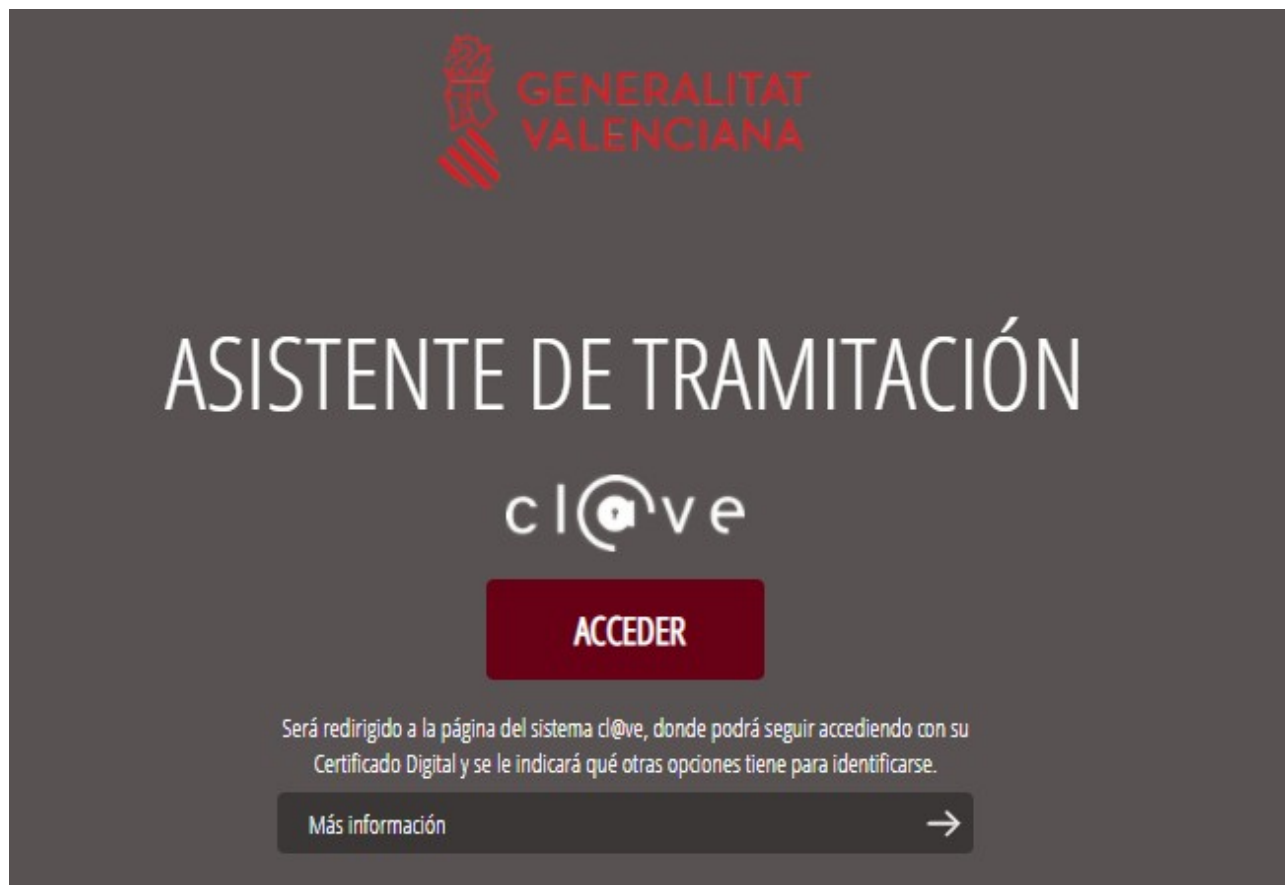 GENERALITAT
VALENCIANA
ASISTENTE DE TRAMITACIÓN
cl@ve
ACCEDER
Será redirigido a la página del sistema cl@ve, donde podrá seguir accediendo con su
Certificado Digital y se le indicará qué otras opciones tiene para identificarse.
Más información